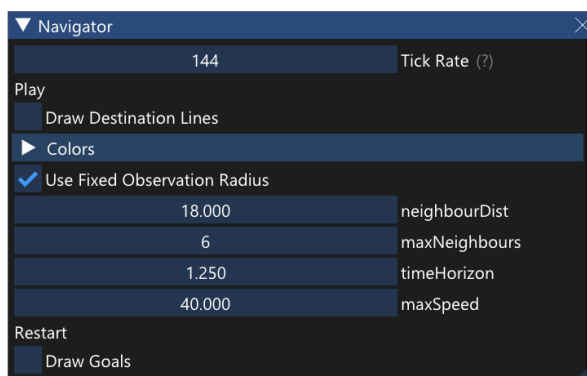 Navigator
144 Tick Rate (?)
Play
Draw Destination Lines
Colors
Use Fixed Observation Radius
18.000 neighbourDist
6 maxNeighbours
1.250 timeHorizon
40.000 maxSpeed
Restart
Draw Goals